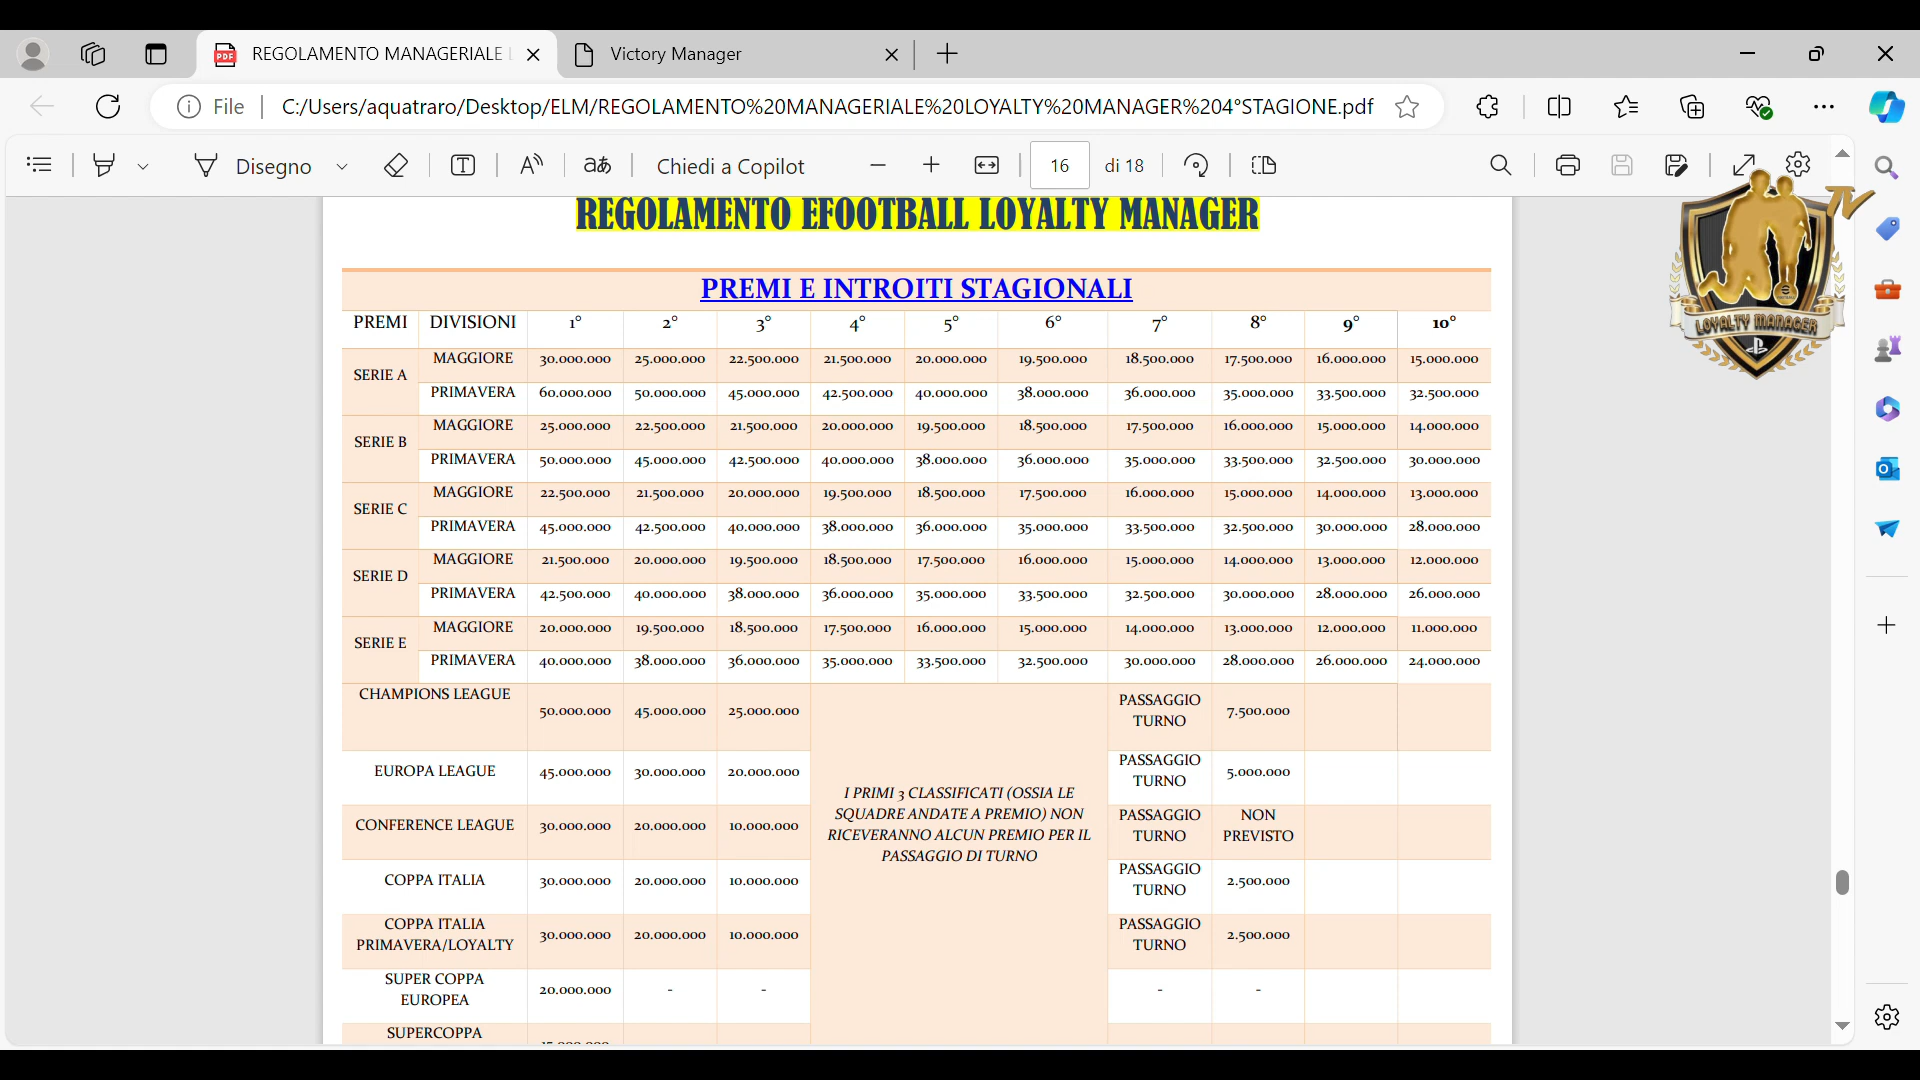 REGOLAMENTO MANAGERIALE L
Victory Manager
File
C:/Users/aquatraro/Desktop/ELM/REGOLAMENTO%20MANAGERIALE%20LOYALTY%20MANAGER%204°STAGIONE.pdf
Disegno
Chiedi a Copilot
16
di 18
TV
LOYALTY MANAGER
REGOLAMENTO EFOOTBALL LOYALTY MANAGER
PREMI E INTROITI STAGIONALI
PREMI DIVISIONI 1° 2° 3° 4° 5° 6° 7° 8° 9° 10°
SERIE A
MAGGIORE 30.000.000 25.000.000 22.500.000 21.500.000 20.000.000 19.500.000 18.500.000 17.500.000 16.000.000 15.000.000
PRIMAVERA 60.000.000 50.000.000 45.000.000 42.500.000 40.000.000 38.000.000 36.000.000 35.000.000 33.500.000 32.500.000
SERIE B
MAGGIORE 25.000.000 22.500.000 21.500.000 20.000.000 19.500.000 18.500.000 17.500.000 16.000.000 15.000.000 14.000.000
PRIMAVERA 50.000.000 45.000.000 42.500.000 40.000.000 38.000.000 36.000.000 35.000.000 33.500.000 32.500.000 30.000.000
SERIE C
MAGGIORE 22.500.000 21.500.000 20.000.000 19.500.000 18.500.000 17.500.000 16.000.000 15.000.000 14.000.000 13.000.000
PRIMAVERA 45.000.000 42.500.000 40.000.000 38.000.000 36.000.000 35.000.000 33.500.000 32.500.000 30.000.000 28.000.000
SERIE D
MAGGIORE 21.500.000 20.000.000 19.500.000 18.500.000 17.500.000 16.000.000 15.000.000 14.000.000 13.000.000 12.000.000
PRIMAVERA 42.500.000 40.000.000 38.000.000 36.000.000 35.000.000 33.500.000 32.500.000 30.000.000 28.000.000 26.000.000
SERIE E
MAGGIORE 20.000.000 19.500.000 18.500.000 17.500.000 16.000.000 15.000.000 14.000.000 13.000.000 12.000.000 11.000.000
PRIMAVERA 40.000.000 38.000.000 36.000.000 35.000.000 33.500.000 32.500.000 30.000.000 28.000.000 26.000.000 24.000.000
CHAMPIONS LEAGUE
50.000.000 45.000.000 25.000.000
PASSAGGIO
TURNO
7.500.000
EUROPA LEAGUE
45.000.000 30.000.000 20.000.000
PASSAGGIO
TURNO
5.000.000
I PRIMI 3 CLASSIFICATI (OSSIA LE
SQUADRE ANDATE A PREMIO) NON
RICEVERANNO ALCUN PREMIO PER IL
PASSAGGIO DI TURNO
CONFERENCE LEAGUE
30.000.000 20.000.000 10.000.000
PASSAGGIO
TURNO
NON
PREVISTO
COPPA ITALIA
30.000.000 20.000.000 10.000.000
PASSAGGIO
TURNO
2.500.000
COPPA ITALIA
PRIMAVERA/LOYALTY
30.000.000 20.000.000 10.000.000
PASSAGGIO
TURNO
2.500.000
SUPER COPPA
EUROPEA
20.000.000 - - - -
SUPERCOPPA